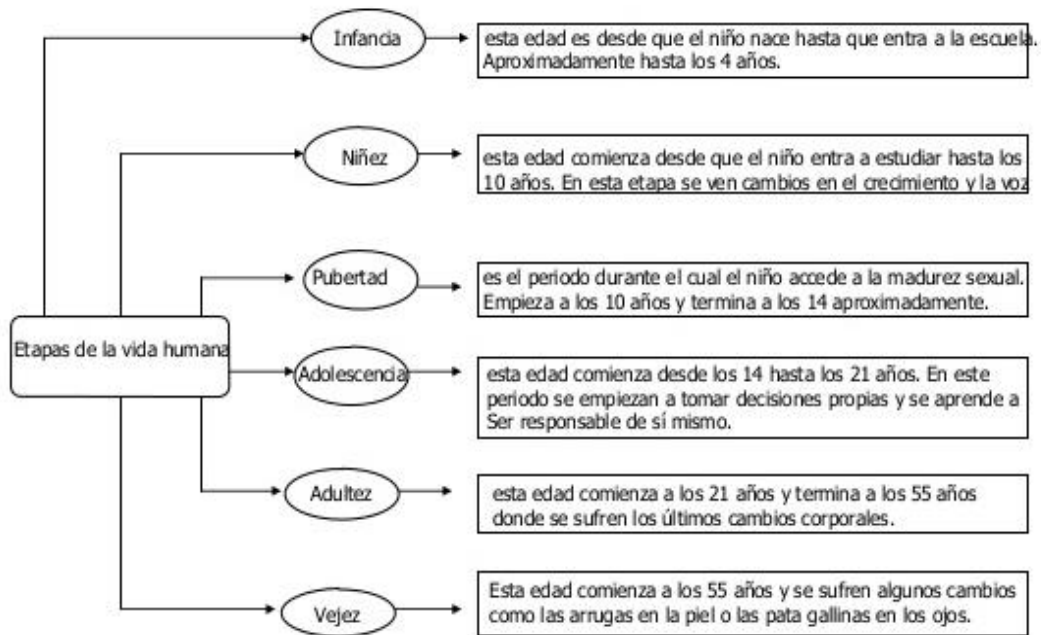 Etapas de la vida humana
Infancia
esta edad es desde que el niño nace hasta que entra a la escuela.
Aproximadamente hasta los 4 años.
Niñez
esta edad comienza desde que el niño entra a estudiar hasta los
10 años. En esta etapa se ven cambios en el crecimiento y la voz
Pubertad
es el periodo durante el cual el niño accede a la madurez sexual.
Empieza a los 10 años y termina a los 14 aproximadamente.
Adolescencia
esta edad comienza desde los 14 hasta los 21 años. En este
periodo se empiezan a tomar decisiones propias y se aprende a
Ser responsable de sí mismo.
Adultez
esta edad comienza a los 21 años y termina a los 55 años
donde se sufren los últimos cambios corporales.
Vejez
Esta edad comienza a los 55 años y se sufren algunos cambios
como las arrugas en la piel o las pata gallinas en los ojos.